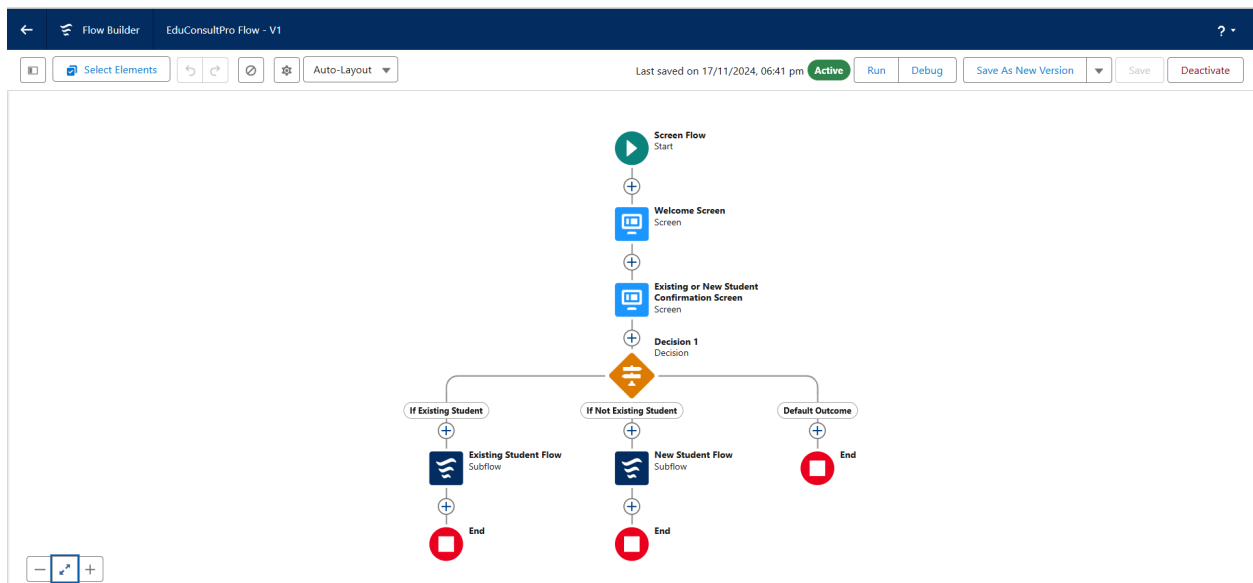 Flow Builder EduConsultPro Flow - V1 ?
Select Elements Auto-Layout Last saved on 17/11/2024, 06:41 pm Active Run Debug Save As New Version Save Deactivate
Screen Flow
Start
Welcome Screen
Screen
Existing or New Student
Confirmation Screen
Screen
Decision 1
Decision
If Existing Student If Not Existing Student Default Outcome
Existing Student Flow New Student Flow End
Subflow Subflow
End End